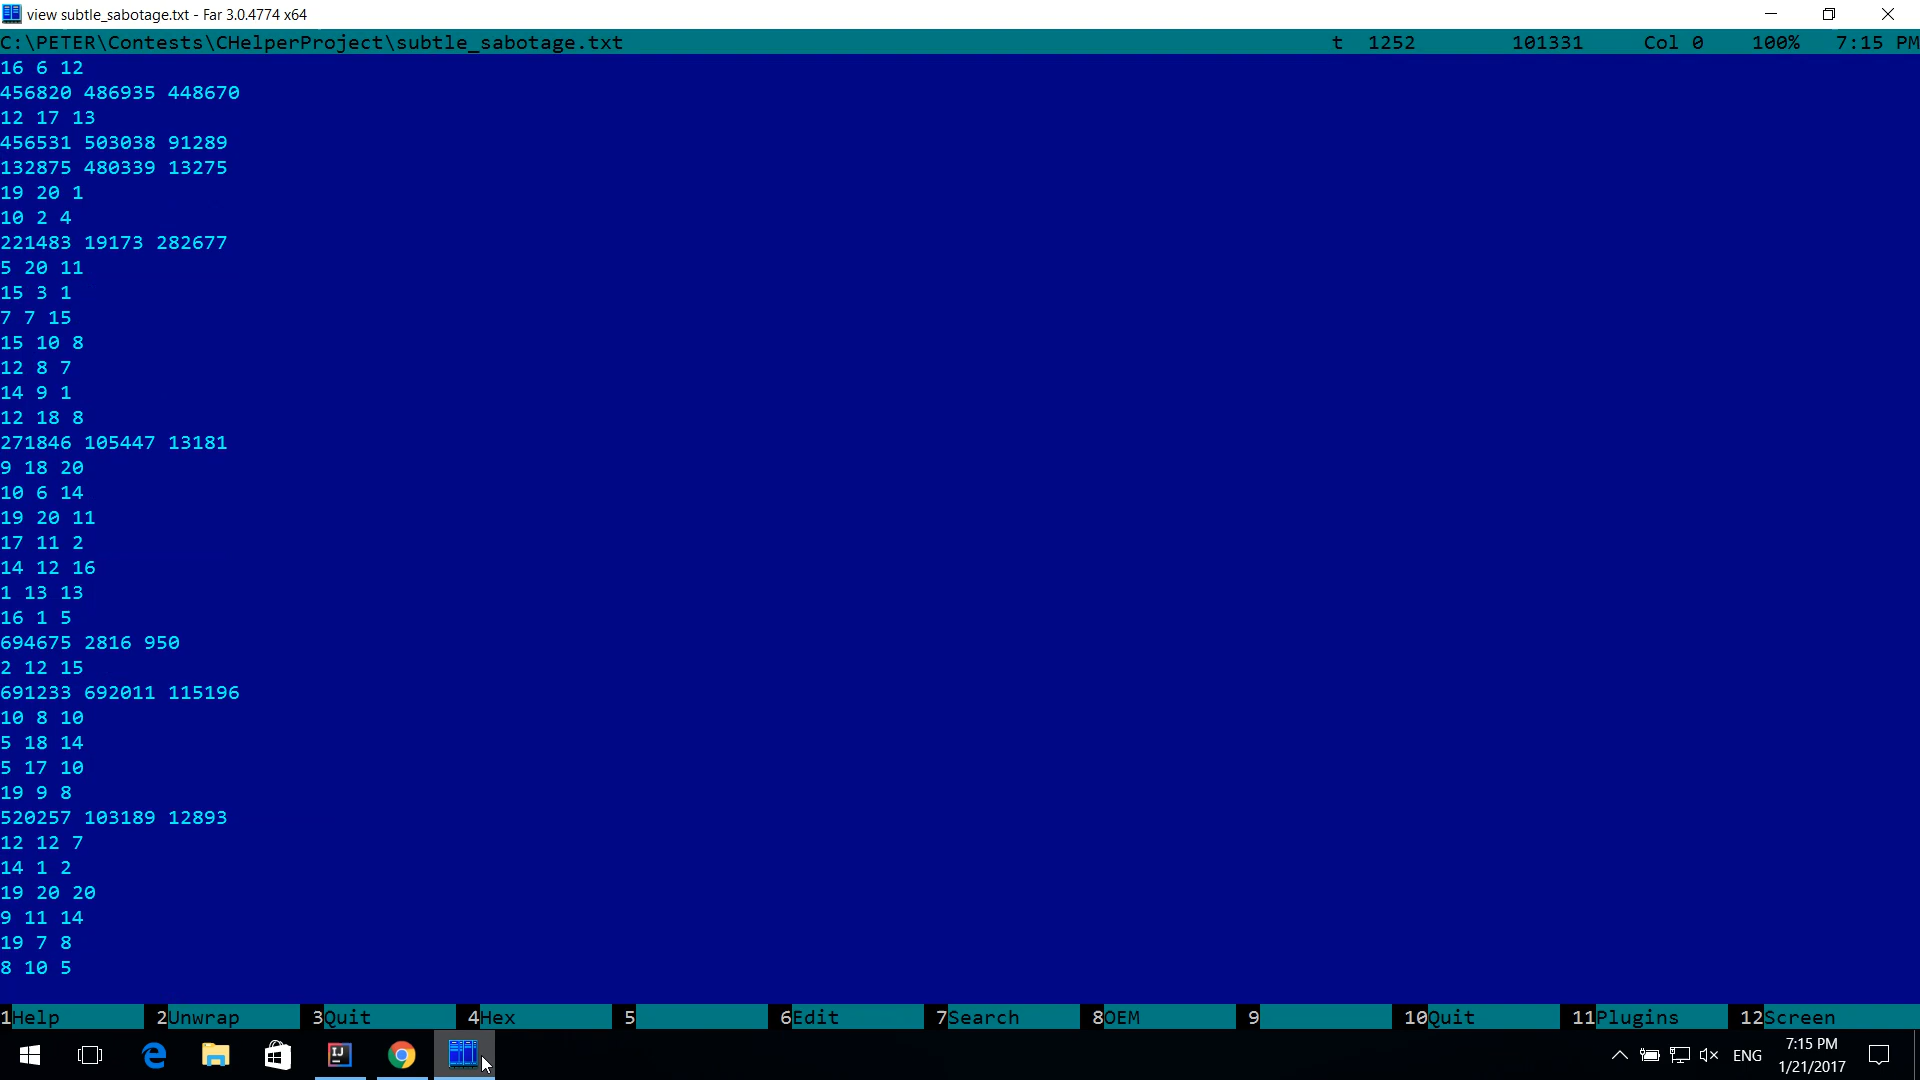 view subtle_sabotage.txt - Far 3.0.4774 x64
C:\PETER\Contests\CHelperProject\subtle_sabotage.txt t 1252 101331 Col 0 100% 7:15 PM
16 6 12
456820 486935 448670
12 17 13
456531 503038 91289
132875 480339 13275
19 20 1
10 2 4
221483 19173 282677
5 20 11
15 3 1
7 7 15
15 10 8
12 8 7
14 9 1
12 18 8
271846 105447 13181
9 18 20
10 6 14
19 20 11
17 11 2
14 12 16
1 13 13
16 1 5
694675 2816 950
2 12 15
691233 692011 115196
10 8 10
5 18 14
5 17 10
19 9 8
520257 103189 12893
12 12 7
14 1 2
19 20 20
9 11 14
19 7 8
8 10 5
1Help 2Unwrap 3Quit 4Hex 5 6Edit 7Search 8OEM 9 10Quit 11Plugins 12Screen
IJ ENG 7:15 PM
1/21/2017